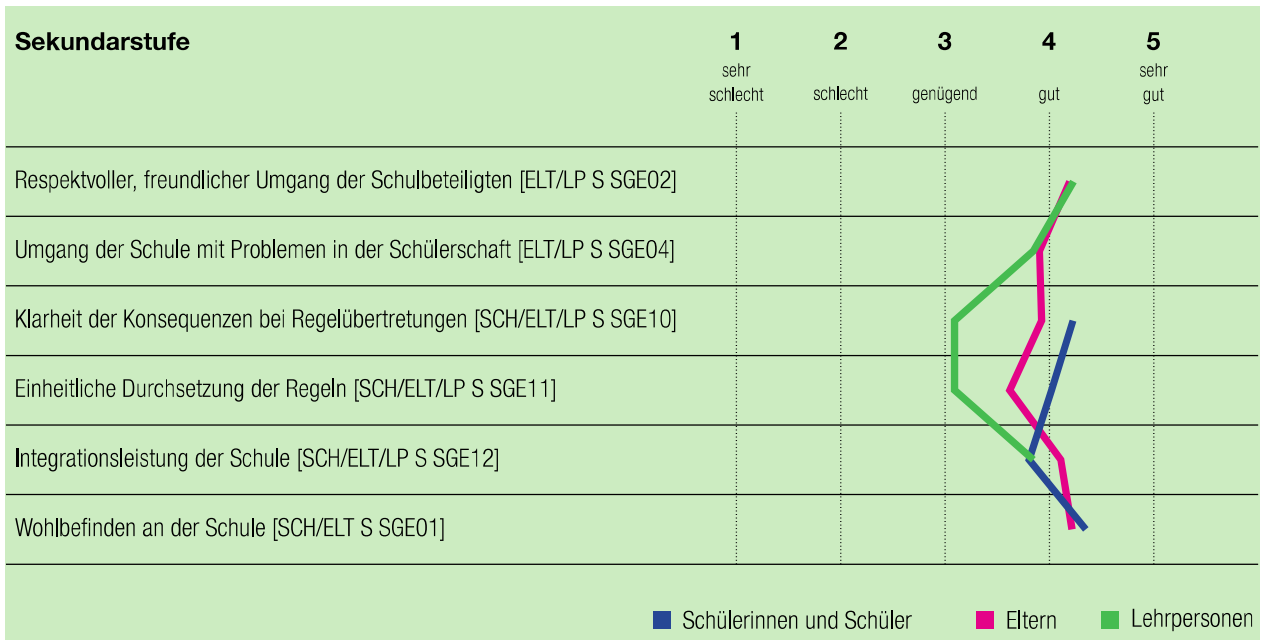 Sekundarstufe 1 2 3 4 5
sehr sehr
schlecht schlecht genügend gut gut
Respektvoller, freundlicher Umgang der Schulbeteiligten [ELT/LP S SGE02]
Umgang der Schule mit Problemen in der Schülerschaft [ELT/LP S SGE04]
Klarheit der Konsequenzen bei Regelübertretungen [SCH/ELT/LP S SGE10]
Einheitliche Durchsetzung der Regeln [SCH/ELT/LP S SGE11]
Integrationsleistung der Schule [SCH/ELT/LP S SGE12]
Wohlbefinden an der Schule [SCH/ELT S SGE01]
Schülerinnen und Schüler Eltern Lehrpersonen